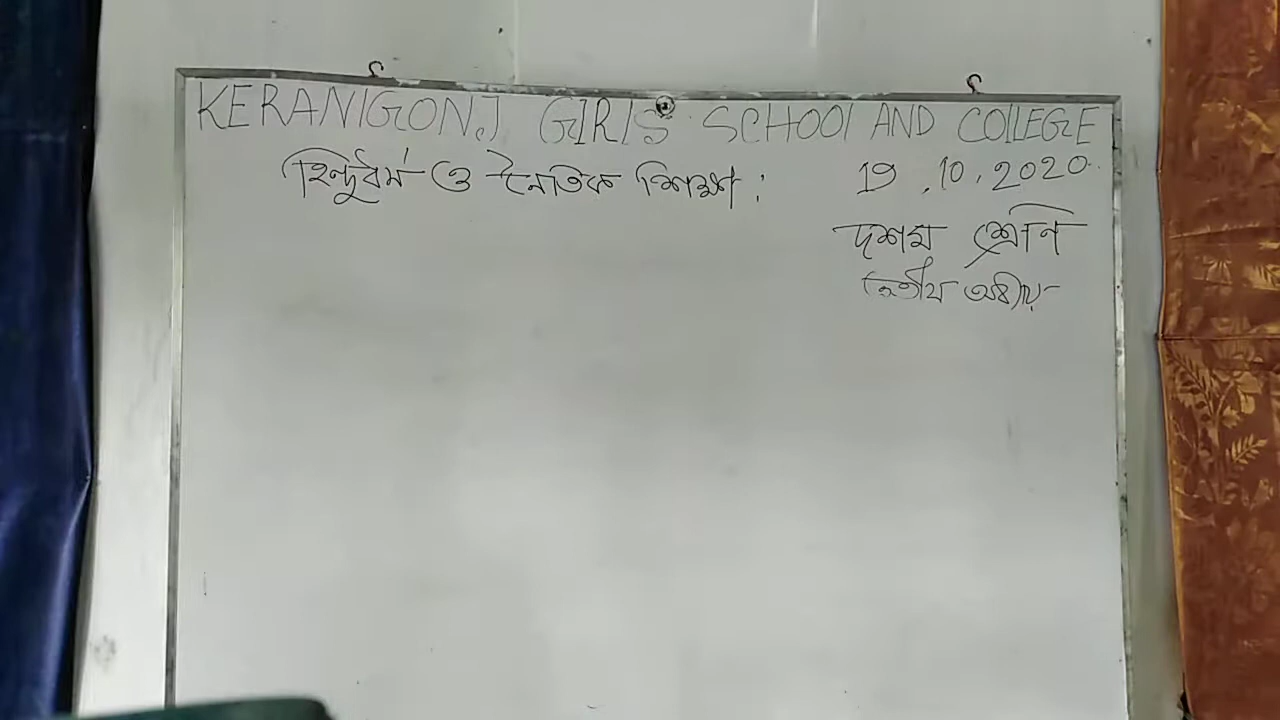 KERANIGONJ GIRLS SCHOOL AND COLLEGE
হিন্দুধর্ম ও নৈতিক শিক্ষা : 19.10.2020.
দশম শ্রেনি
দ্বিতীয় অধ্যায়